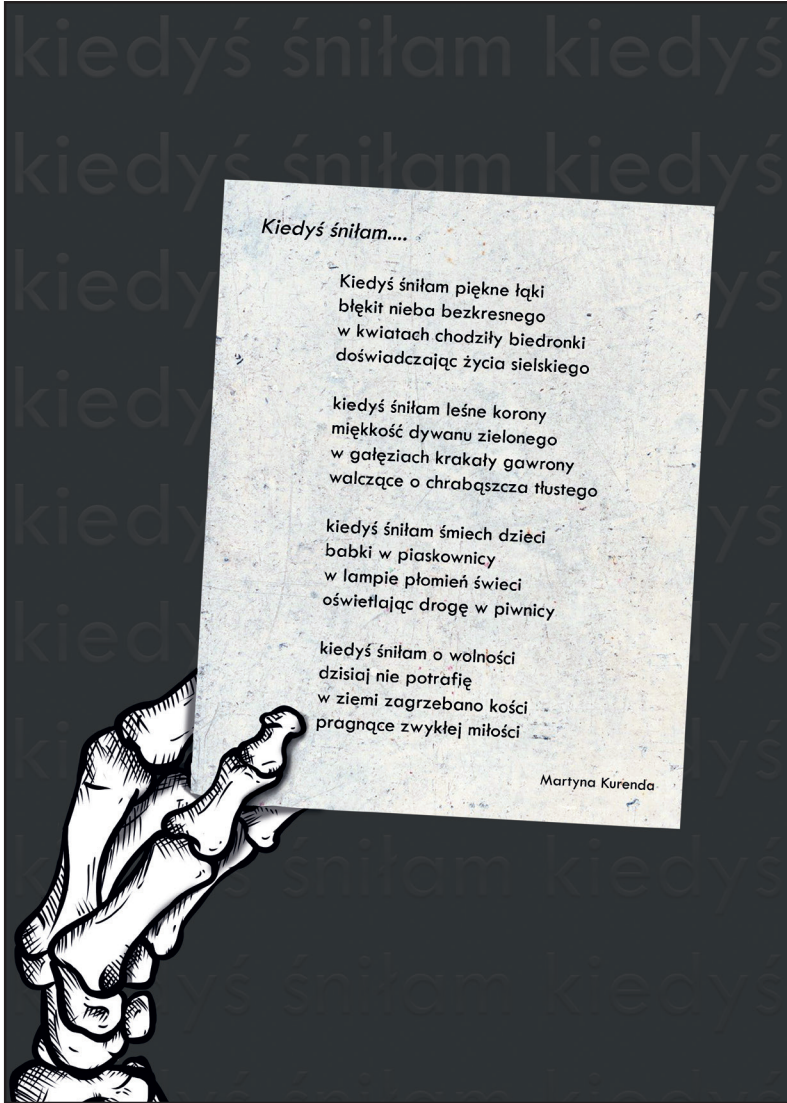 kiedyś śniłam kiedyś
kiedyś śniłam kiedyś
Kiedyś śniłam....
Kiedyś śniłam piękne łąki
błękit nieba bezkresnego
w kwiatach chodziły biedronki
doświadczając życia sielskiego
kiedyś śniłam leśne korony
miękkość dywanu zielonego
w gałęziach krakały gawrony
walczące o chrabąszcza tłustego
kiedyś śniłam śmiech dzieci
babki w piaskownicy
w lampie płomień świeci
oświetlając drogę w piwnicy
kiedyś śniłam o wolności
dzisiaj nie potrafię
w ziemi zagrzebano kości
pragnące zwykłej miłości
Martyna Kurenda
śniłam kiedyś
śniłam kiedyś